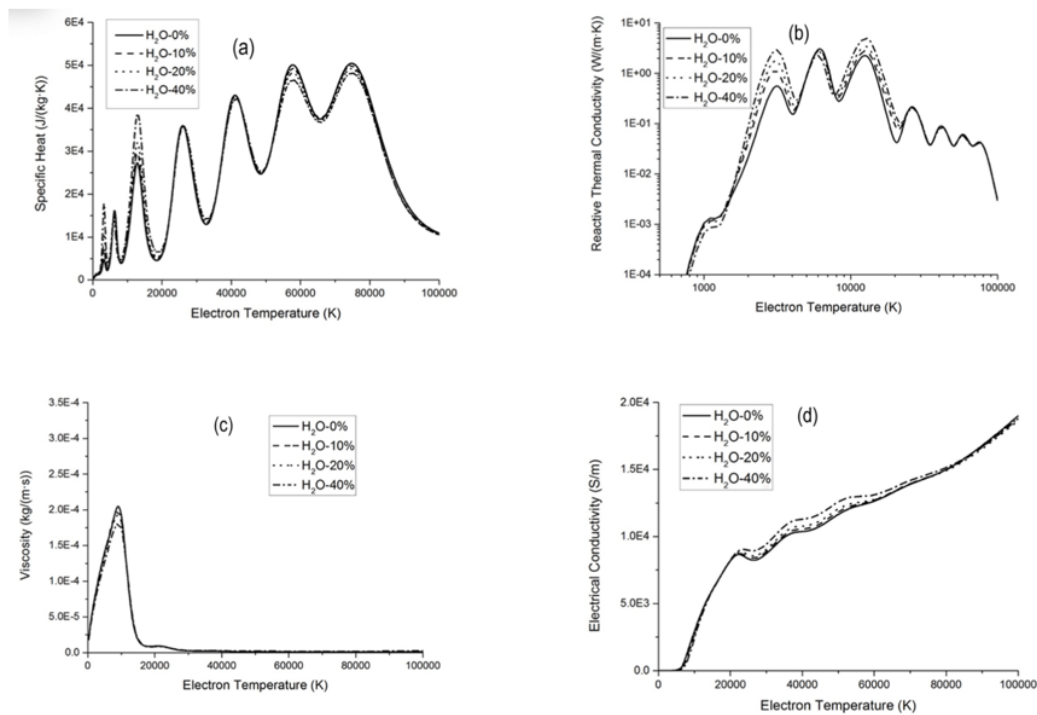 6E4
5E4
4E4
3E4
2E4
1E4
0
Specific Heat (J/(kg·K))
H₂O-0%
H₂O-10%
H₂O-20%
H₂O-40%
(a)
0 20000 40000 60000 80000 100000
Electron Temperature (K)
1E+01
1E+00
1E-01
1E-02
1E-03
1E-04
Reactive Thermal Conductivity (W/(m·K)
H₂O-0%
H₂O-10%
H₂O-20%
H₂O-40%
(b)
1000 10000 100000
Electron Temperature (K)
3.5E-4
3.0E-4
2.5E-4
2.0E-4
1.5E-4
1.0E-4
5.0E-5
0.0
Viscosity (kg/(m·s))
(c)
H₂O-0%
H₂O-10%
H₂O-20%
H₂O-40%
0 20000 40000 60000 80000 100000
Electron Temperature (K)
2.0E4
1.5E4
1.0E4
5.0E3
0.0
Electrical Conductivity (S/m)
H₂O-0%
H₂O-10%
H₂O-20%
H₂O-40%
(d)
0 20000 40000 60000 80000 100000
Electron Temperature (K)